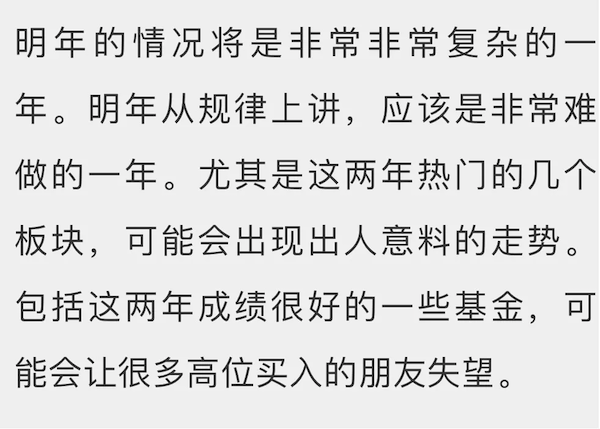 明年的情况将是非常非常复杂的一
年。明年从规律上讲，应该是非常难
做的一年。尤其是这两年热门的几个
板块，可能会出现出人意料的走势。
包括这两年成绩很好的一些基金，可
能会让很多高位买入的朋友失望。